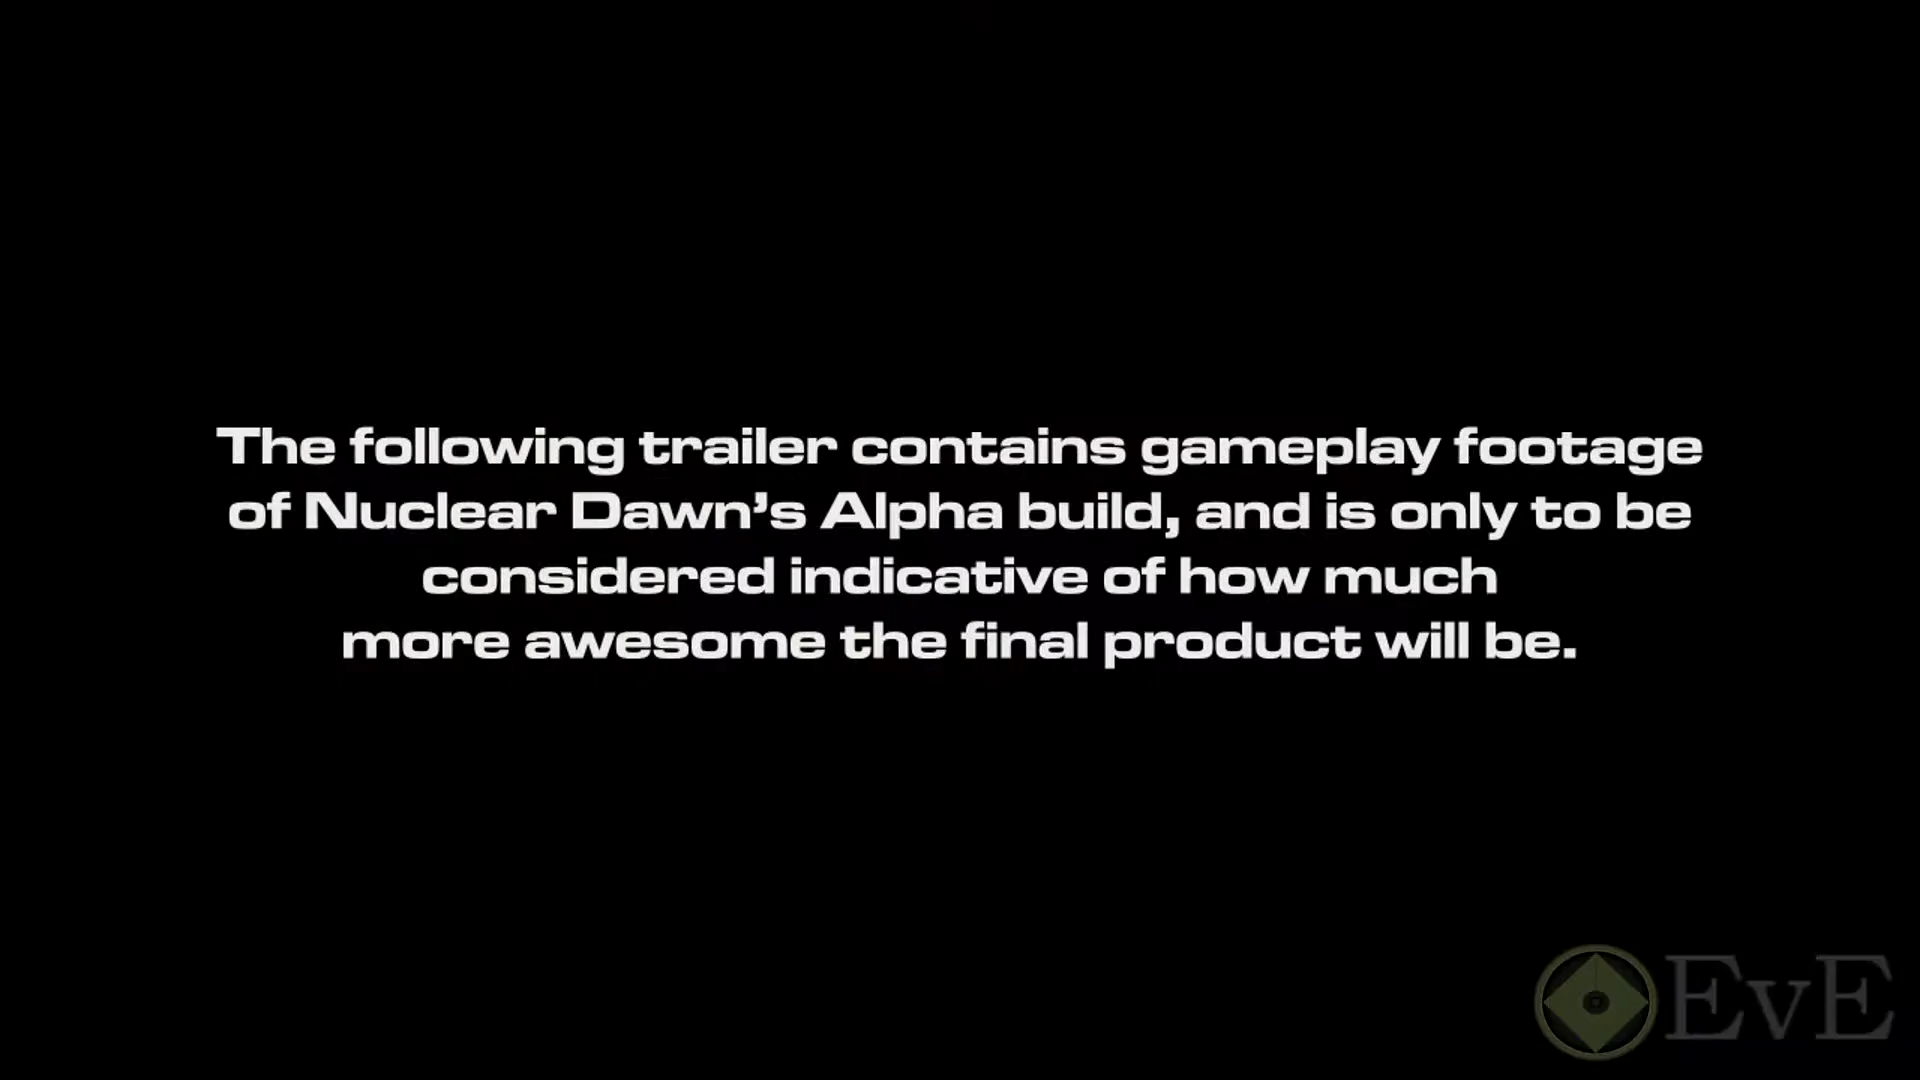 The following trailer contains gameplay footage
of Nuclear Dawn’s Alpha build, and is only to be
considered indicative of how much
more awesome the final product will be.
EvE